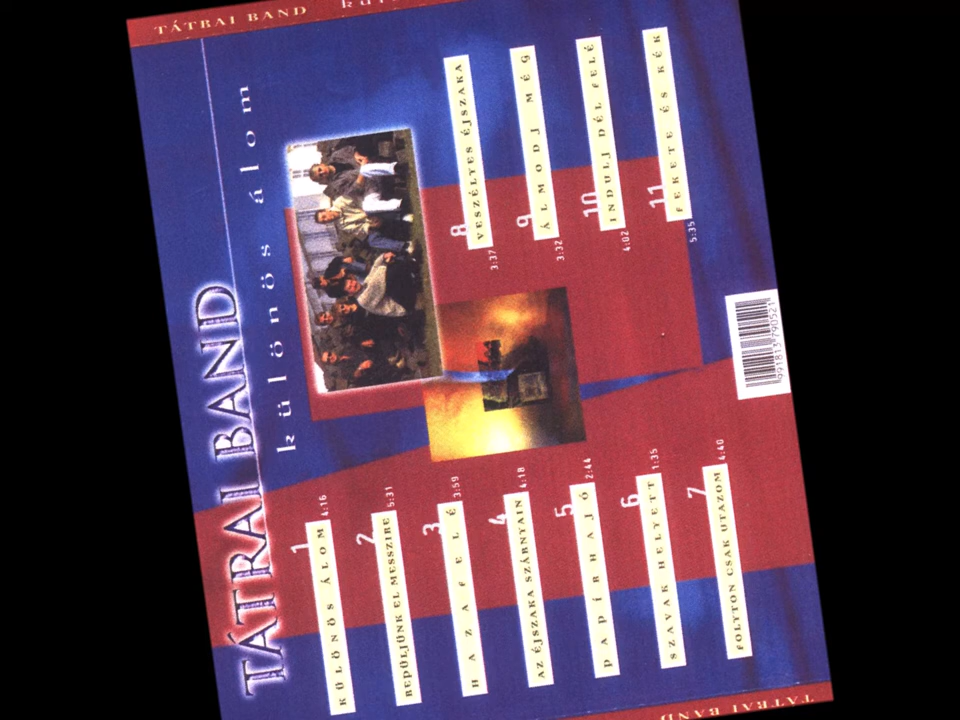 TÁTRAI BAND
TÁTRAI BAND
különös álom
1 KÜLÖNÖS ÁLOM 4:16
2 REPÜLJÜNK EL MESSZIRE 5:31
3 HAZAFELÉ 3:59
4 AZ ÉJSZAKA SZÁRNYAIN 4:18
5 PAPÍRHAJÓ 2:44
6 SZAVAK HELYETT 1:35
7 FOLYTON CSAK UTAZOM 4:40
8 VESZÉLYES ÉJSZAKA 3:37
9 ÁLMODJ MÉG 3:32
10 INDULJ DÉL FELÉ 4:02
11 FEKETE ÉS KÉK 5:35
991813790521
TÁTRAI BAND